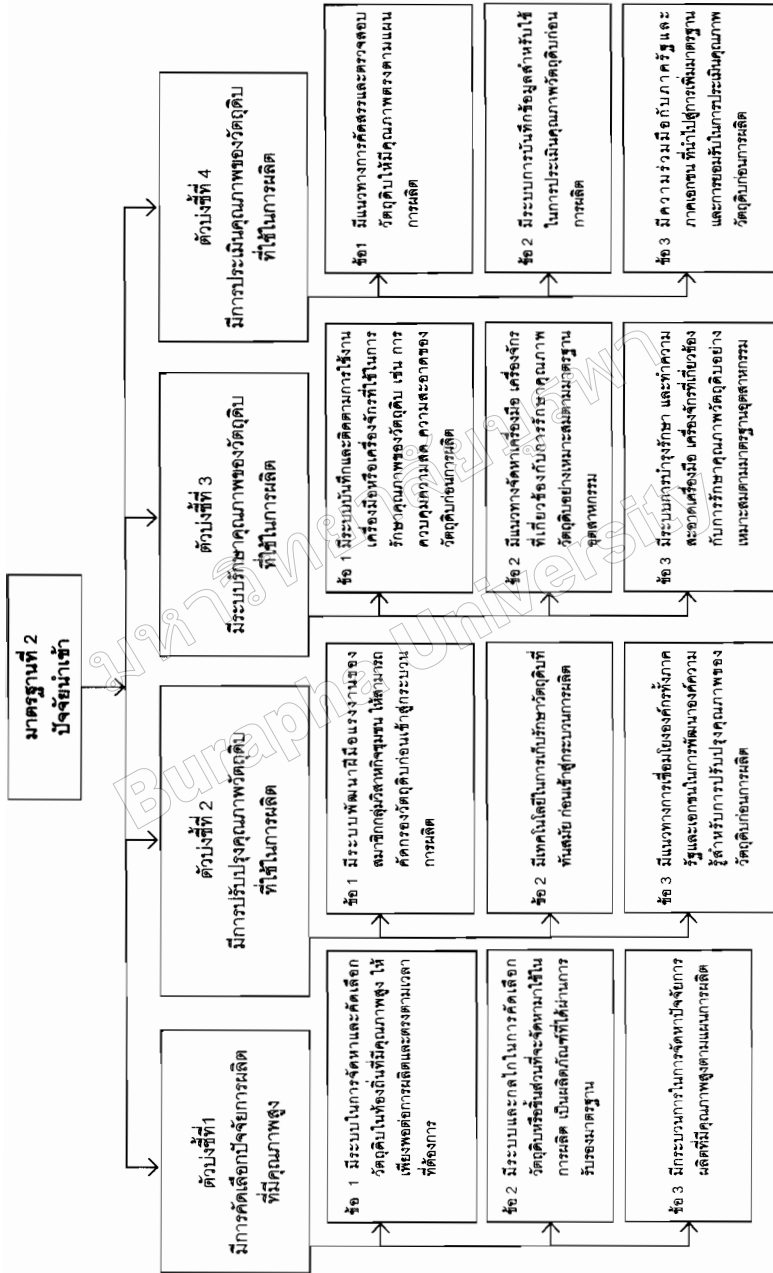 มาตรฐานที่ 2
ปัจจัยนำเข้า
ตัวบ่งชี้ที่1
มีการคัดเลือกปัจจัยการผลิต
ที่มีคุณภาพสูง
ข้อ 1 มีระบบในการจัดหาและคัดเลือก
วัตถุดิบในท้องถิ่นที่มีคุณภาพสูง ให้
เพียงพอต่อการผลิตและตรงตามเวลา
ที่ต้องการ
ข้อ 2 มีระบบและกลไกในการคัดเลือก
วัตถุดิบหรือชิ้นส่วนที่จะจัดหามาใช้ใน
การผลิต เป็นผลิตภัณฑ์ที่ได้ผ่านการ
รับรองมาตรฐาน
ข้อ 3 มีกระบวนการในการจัดหาปัจจัยการ
ผลิตที่มีคุณภาพสูงตามแผนการผลิต
ตัวบ่งชี้ที่ 2
มีการปรับปรุงคุณภาพวัตถุดิบ
ที่ใช้ในการผลิต
ข้อ 1 มีระบบพัฒนาฝีมือแรงงานของ
สมาชิกกลุ่มวิสาหกิจชุมชน ให้สามารถ
คัดกรองวัตถุดิบก่อนเข้าสู่กระบวน
การผลิต
ข้อ 2 มีเทคโนโลยีในการเก็บรักษาวัตถุดิบที่
ทันสมัย ก่อนเข้าสู่กระบวนการผลิต
ข้อ 3 มีแนวทางการเชื่อมโยงองค์กรทั้งภาค
รัฐและเอกชนในการพัฒนาองค์ความ
รู้สำหรับการปรับปรุงคุณภาพของ
วัตถุดิบก่อนการผลิต
ตัวบ่งชี้ที่ 3
มีระบบรักษาคุณภาพของวัตถุดิบ
ที่ใช้ในการผลิต
ข้อ 1 มีระบบบันทึกและติดตามการใช้งาน
เครื่องมือหรือเครื่องจักรที่ใช้ในการ
รักษาคุณภาพของวัตถุดิบ เช่น การ
ควบคุมความสด ความสะอาดของ
วัตถุดิบก่อนการผลิต
ข้อ 2 มีแนวทางจัดหาเครื่องมือ เครื่องจักร
ที่เกี่ยวข้องกับการรักษาคุณภาพ
วัตถุดิบอย่างเหมาะสมตามมาตรฐาน
อุตสาหกรรม
ข้อ 3 มีระบบการบำรุงรักษา และทำความ
สะอาดเครื่องมือ เครื่องจักรที่เกี่ยวข้อง
กับการรักษาคุณภาพวัตถุดิบอย่าง
เหมาะสมตามมาตรฐานอุตสาหกรรม
ตัวบ่งชี้ที่ 4
มีการประเมินคุณภาพของวัตถุดิบ
ที่ใช้ในการผลิต
ข้อ1 มีแนวทางการคัดสรรและตรวจสอบ
วัตถุดิบให้มีคุณภาพตรงตามแผน
การผลิต
ข้อ 2 มีระบบการบันทึกข้อมูลสำหรับใช้
ในการประเมินคุณภาพวัตถุดิบก่อน
การผลิต
ข้อ 3 มีความร่วมมือกับภาครัฐและ
ภาคเอกชน ที่นำไปสู่การเพิ่มมาตรฐาน
และการยอมรับในการประเมินคุณภาพ
วัตถุดิบก่อนการผลิต
มหาวิทยาลัยบูรพา
Burapha University